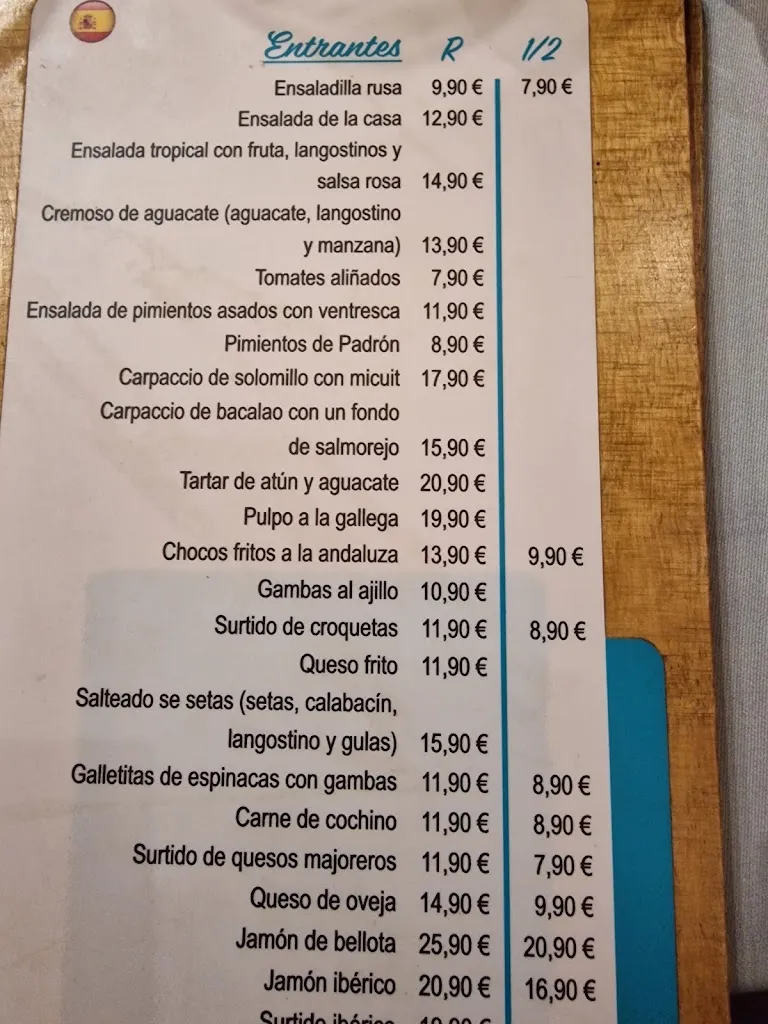 Entrantes R 1/2
Ensaladilla rusa 9,90 € 7,90 €
Ensalada de la casa 12,90 €
Ensalada tropical con fruta, langostinos y
salsa rosa 14,90 €
Cremoso de aguacate (aguacate, langostino
y manzana) 13,90 €
Tomates aliñados 7,90 €
Ensalada de pimientos asados con ventresca 11,90 €
Pimientos de Padrón 8,90 €
Carpaccio de solomillo con micuit 17,90 €
Carpaccio de bacalao con un fondo
de salmorejo 15,90 €
Tartar de atún y aguacate 20,90 €
Pulpo a la gallega 19,90 €
Chocos fritos a la andaluza 13,90 € 9,90 €
Gambas al ajillo 10,90 €
Surtido de croquetas 11,90 € 8,90 €
Queso frito 11,90 €
Salteado se setas (setas, calabacín,
langostino y gulas) 15,90 €
Galletitas de espinacas con gambas 11,90 € 8,90 €
Carne de cochino 11,90 € 8,90 €
Surtido de quesos majoreros 11,90 € 7,90 €
Queso de oveja 14,90 € 9,90 €
Jamón de bellota 25,90 € 20,90 €
Jamón ibérico 20,90 € 16,90 €
Surtido ibérico